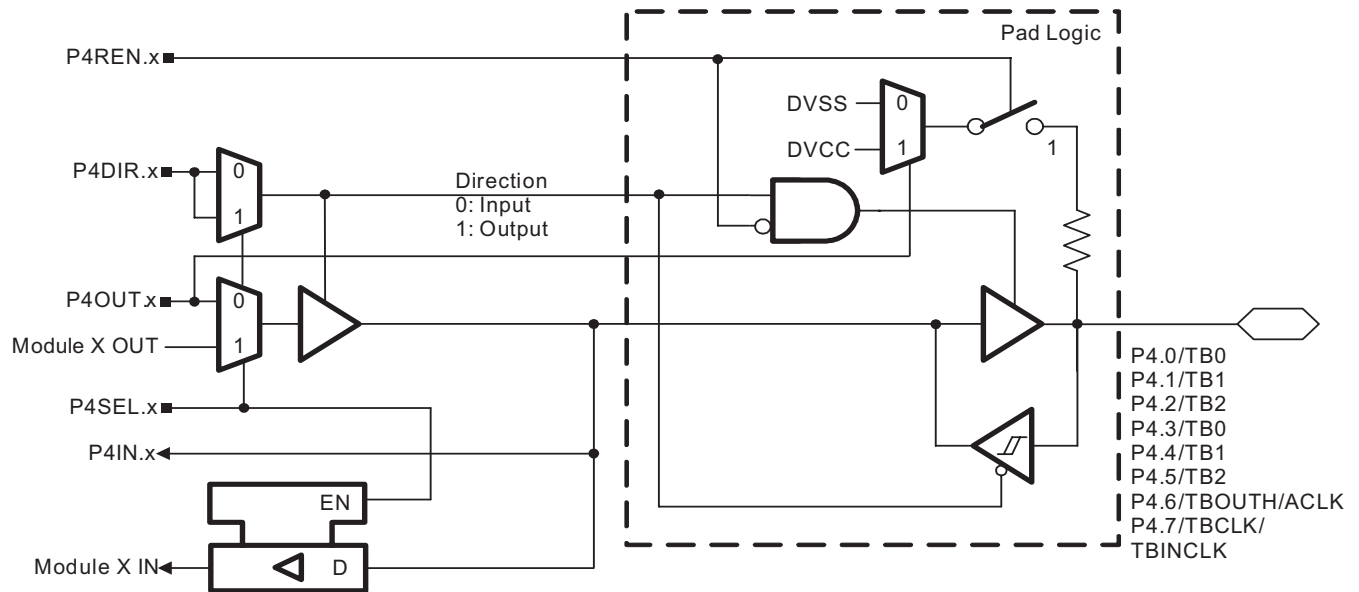 Pad Logic
P4REN.x
DVSS
0
DVCC
1
1
P4DIR.x
0
1
Direction
0: Input
1: Output
P4OUT.x
0
Module X OUT
1
P4SEL.x
P4IN.x
EN
Module X IN
D
P4.0/TB0
P4.1/TB1
P4.2/TB2
P4.3/TB0
P4.4/TB1
P4.5/TB2
P4.6/TBOUTH/ACLK
P4.7/TBCLK/
TBINCLK